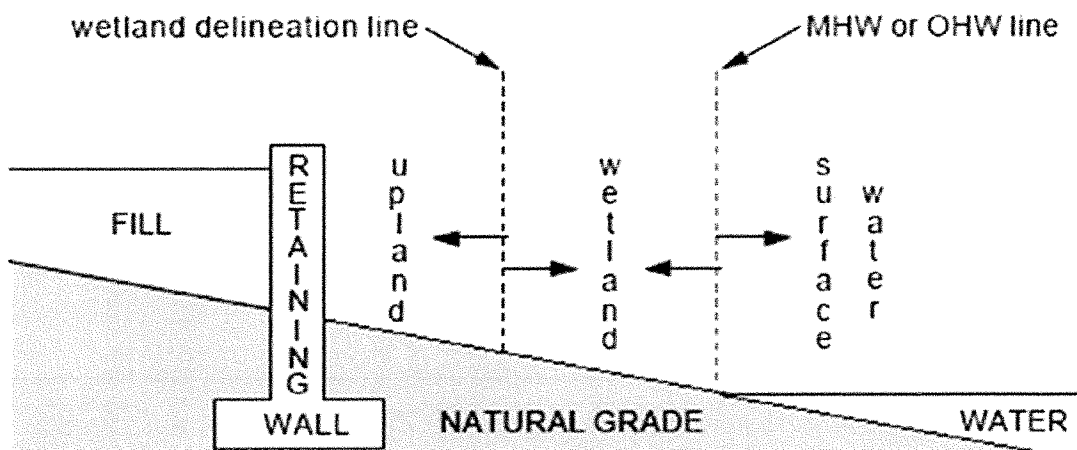 wetland delineation line
MHW or OHW line
FILL
RETAINING
WALL
upland
wetland
surface
water
NATURAL GRADE
WATER